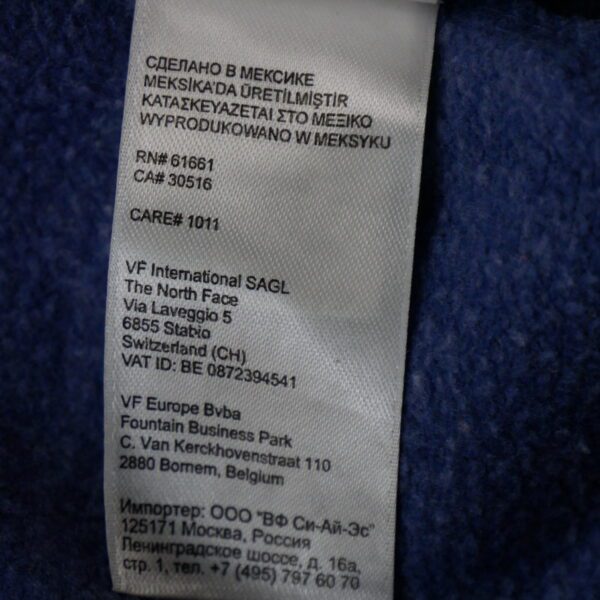 СДЕЛАНО В МЕКСИКЕ
MEKSİKA'DA ÜRETİLMİŞTİR
ΚΑΤΑΣΚΕΥΑΖΕΤΑΙ ΣΤΟ ΜΕΞΙΚΟ
WYPRODUKOWANO W MEKSYKU
RN# 61661
CA# 30516
CARE# 1011
VF International SAGL
The North Face
Via Laveggio 5
6855 Stabio
Switzerland (CH)
VAT ID: BE 0872394541
VF Europe Bvba
Fountain Business Park
C. Van Kerckhovenstraat 110
2880 Bornem, Belgium
Импортер: ООО "ВФ Си-Ай-Эс"
125171 Москва, Россия
Ленинградское шоссе, д. 16а,
стр. 1, тел. +7 (495) 797 60 70